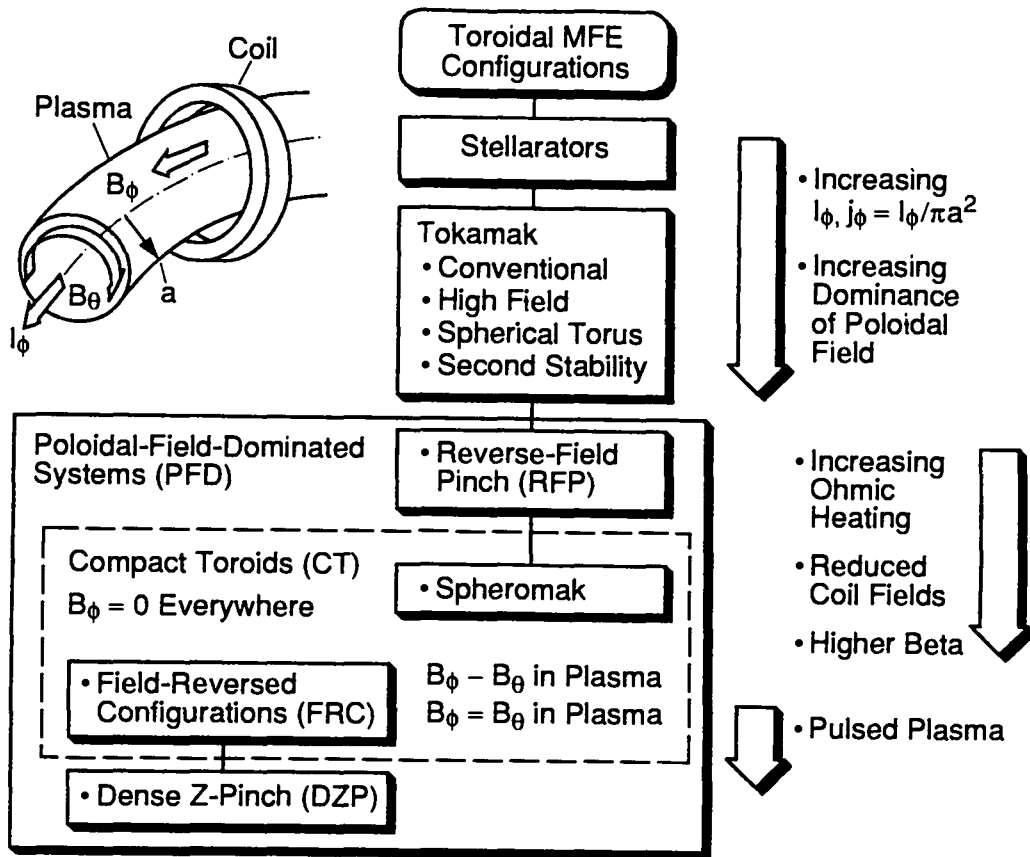 Toroidal MFE
Configurations
Coil
Plasma
Bϕ
Bθ
a
Iϕ
Stellarators
Tokamak
• Conventional
• High Field
• Spherical Torus
• Second Stability
• Increasing
Iϕ, jϕ = Iϕ/πa²
• Increasing
Dominance
of Poloidal
Field
Poloidal-Field-Dominated
Systems (PFD)
• Reverse-Field
Pinch (RFP)
Compact Toroids (CT)
Bϕ = 0 Everywhere
• Spheromak
• Field-Reversed
Configurations (FRC)
Bϕ – Bθ in Plasma
Bϕ = Bθ in Plasma
• Dense Z-Pinch (DZP)
• Increasing
Ohmic
Heating
• Reduced
Coil Fields
• Higher Beta
• Pulsed Plasma